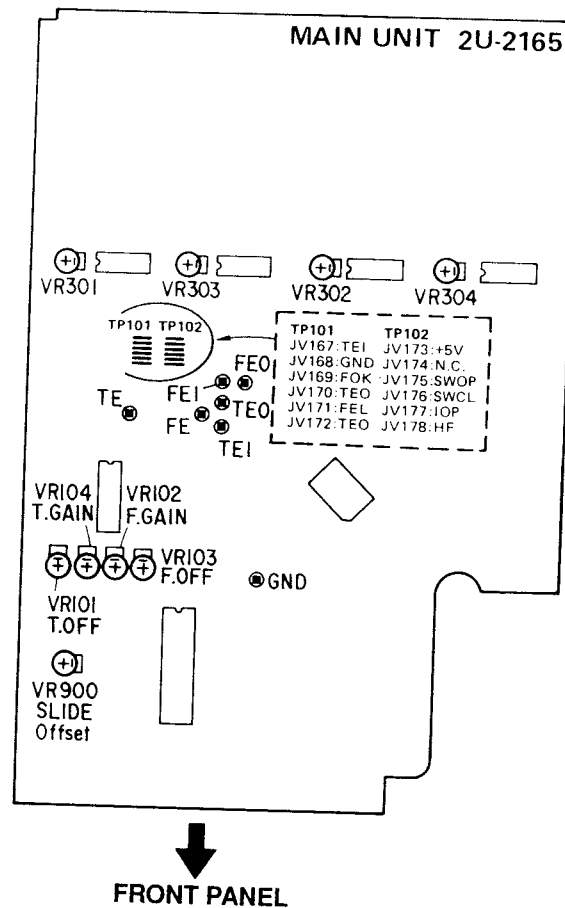 MAIN UNIT 2U-2165
VR301
VR303
VR302
VR304
TP101 TP102
TP101 TP102
JV167:TEI JV173:+5V
JV168:GND JV174:N.C.
JV169:FOK JV175:SWOP
JV170:TEO JV176:SWCL
JV171:FEL JV177:IOP
JV172:TEO JV178:HF
FEO
FEI
TE
TEO
FE
TEI
VR104 VR102
T.GAIN F.GAIN
VR103
F.OFF
GND
VR101
T.OFF
VR900
SLIDE
Offset
FRONT PANEL